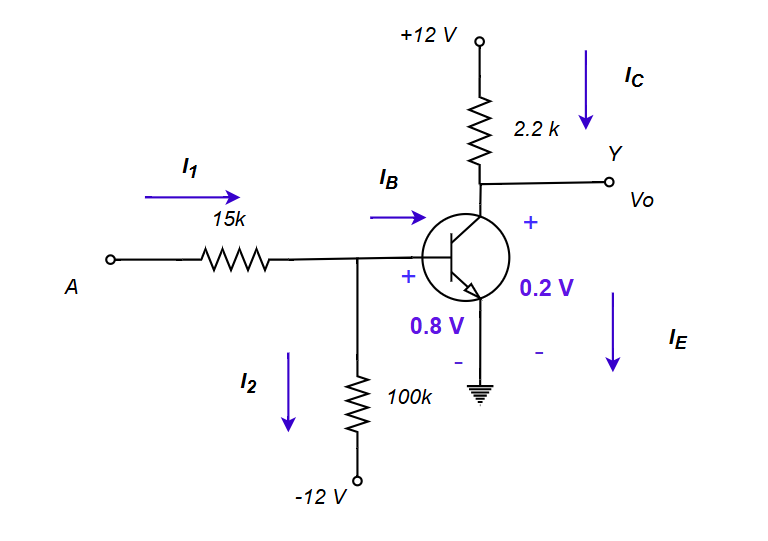 +12 V
I_C
2.2 k
Y
I_1
I_B
Vo
15k
+
A
+
0.2 V
0.8 V
I_E
-
-
I_2
100k
-12 V